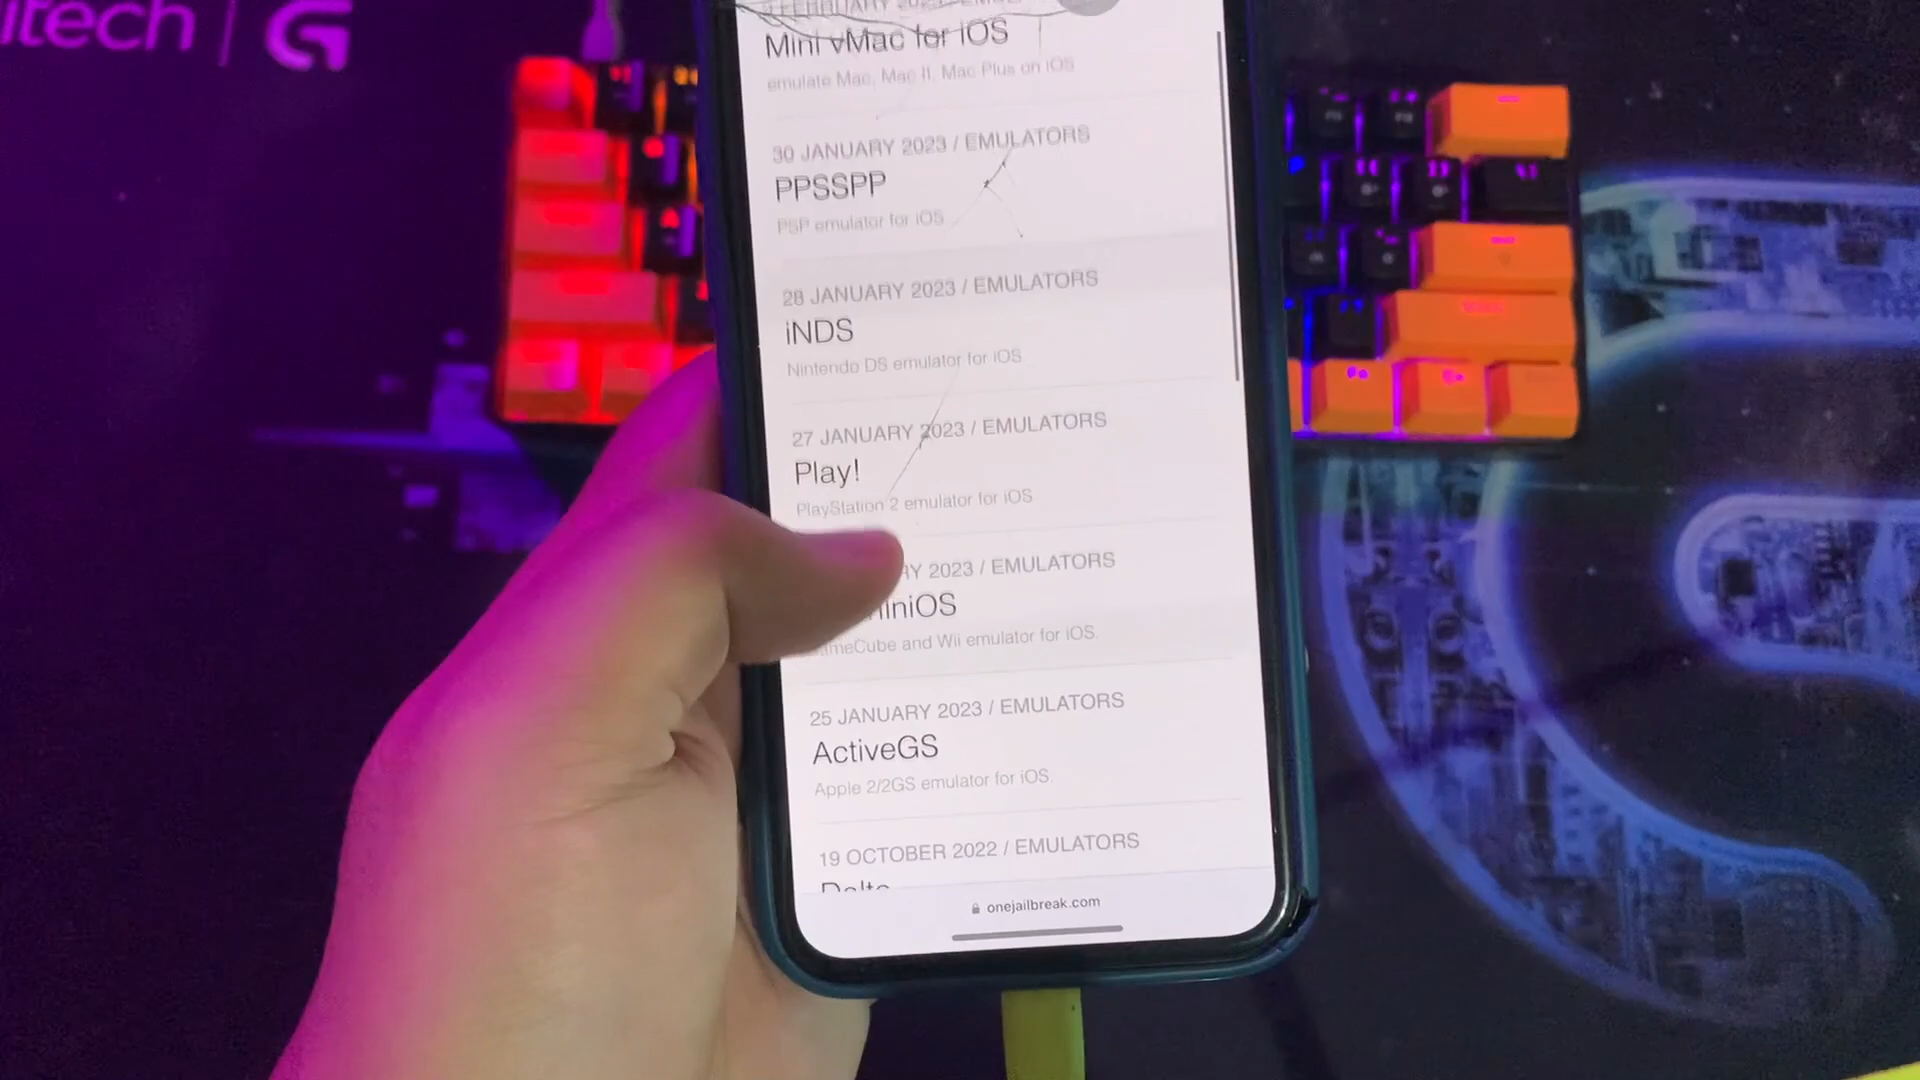 itech
Mini vMac for iOS
emulate Mac, Mac II, Mac Plus on iOS
30 JANUARY 2023 / EMULATORS
PPSSPP
PSP emulator for iOS
28 JANUARY 2023 / EMULATORS
iNDS
Nintendo DS emulator for iOS
27 JANUARY 2023 / EMULATORS
Play!
PlayStation 2 emulator for iOS
RY 2023 / EMULATORS
iniOS
meCube and Wii emulator for iOS.
25 JANUARY 2023 / EMULATORS
ActiveGS
Apple 2/2GS emulator for iOS
19 OCTOBER 2022 / EMULATORS
onejailbreak.com